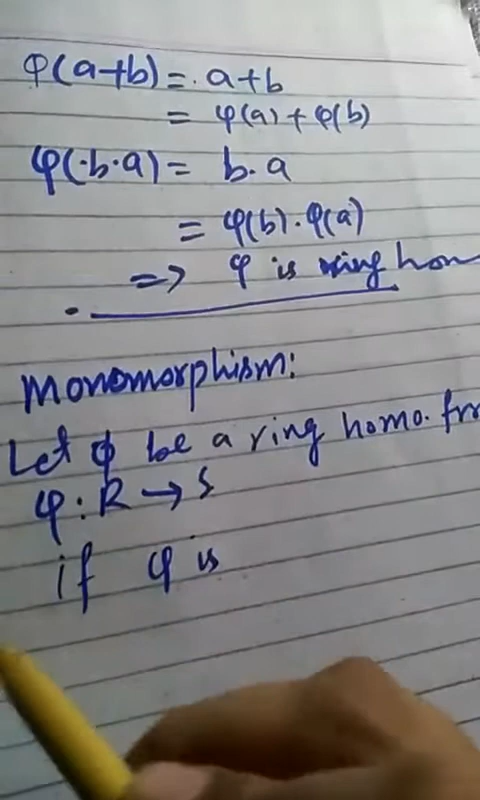 φ(a+b) = a+b
= φ(a)+φ(b)
φ(b·a) = b·a
= φ(b)·φ(a)
=> φ is ring hom
Monomorphism:
Let φ be a ring homo. fr
φ: R → S
if φ is